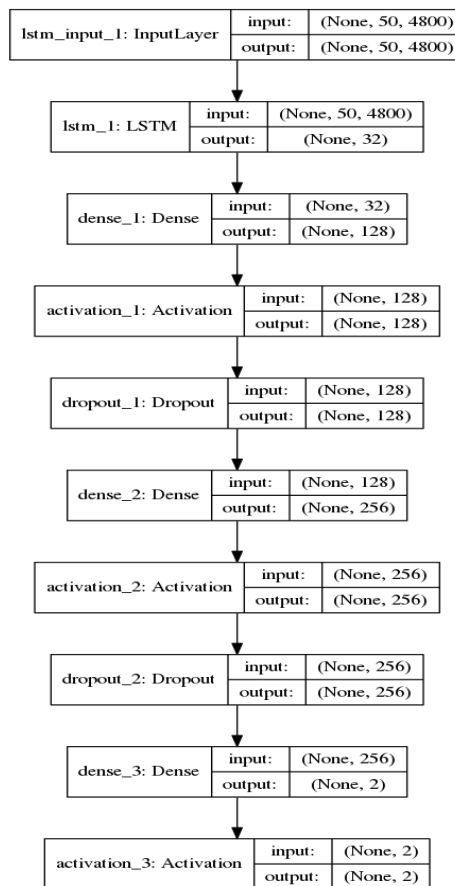 lstm_input_1: InputLayer
input: (None, 50, 4800)
output: (None, 50, 4800)
lstm_1: LSTM
input: (None, 50, 4800)
output: (None, 32)
dense_1: Dense
input: (None, 32)
output: (None, 128)
activation_1: Activation
input: (None, 128)
output: (None, 128)
dropout_1: Dropout
input: (None, 128)
output: (None, 128)
dense_2: Dense
input: (None, 128)
output: (None, 256)
activation_2: Activation
input: (None, 256)
output: (None, 256)
dropout_2: Dropout
input: (None, 256)
output: (None, 256)
dense_3: Dense
input: (None, 256)
output: (None, 2)
activation_3: Activation
input: (None, 2)
output: (None, 2)